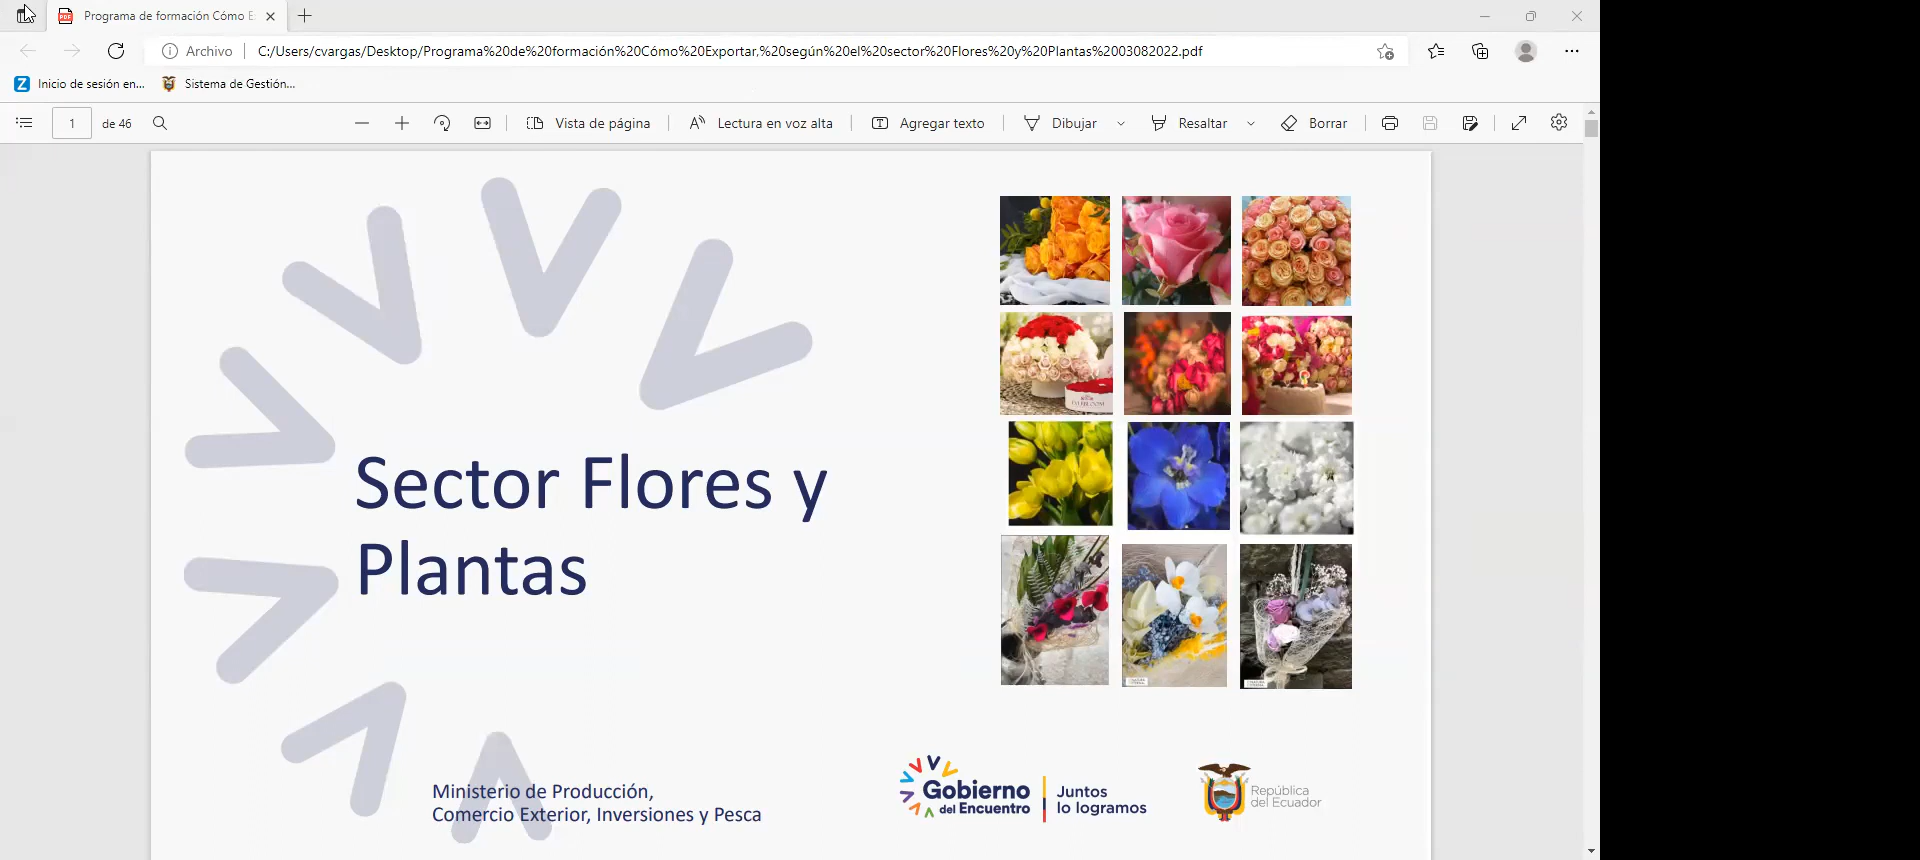 Programa de formación Cómo E
Archivo
C:/Users/cvargas/Desktop/Programa%20de%20formación%20Cómo%20Exportar,%20según%20el%20sector%20Flores%20y%20Plantas%2003082022.pdf
Inicio de sesión en...
Sistema de Gestión...
1 de 46
Vista de página
Lectura en voz alta
Agregar texto
Dibujar
Resaltar
Borrar
Sector Flores y
Plantas
Ministerio de Producción,
Comercio Exterior, Inversiones y Pesca
Gobierno
del Encuentro
Juntos
lo logramos
República
del Ecuador